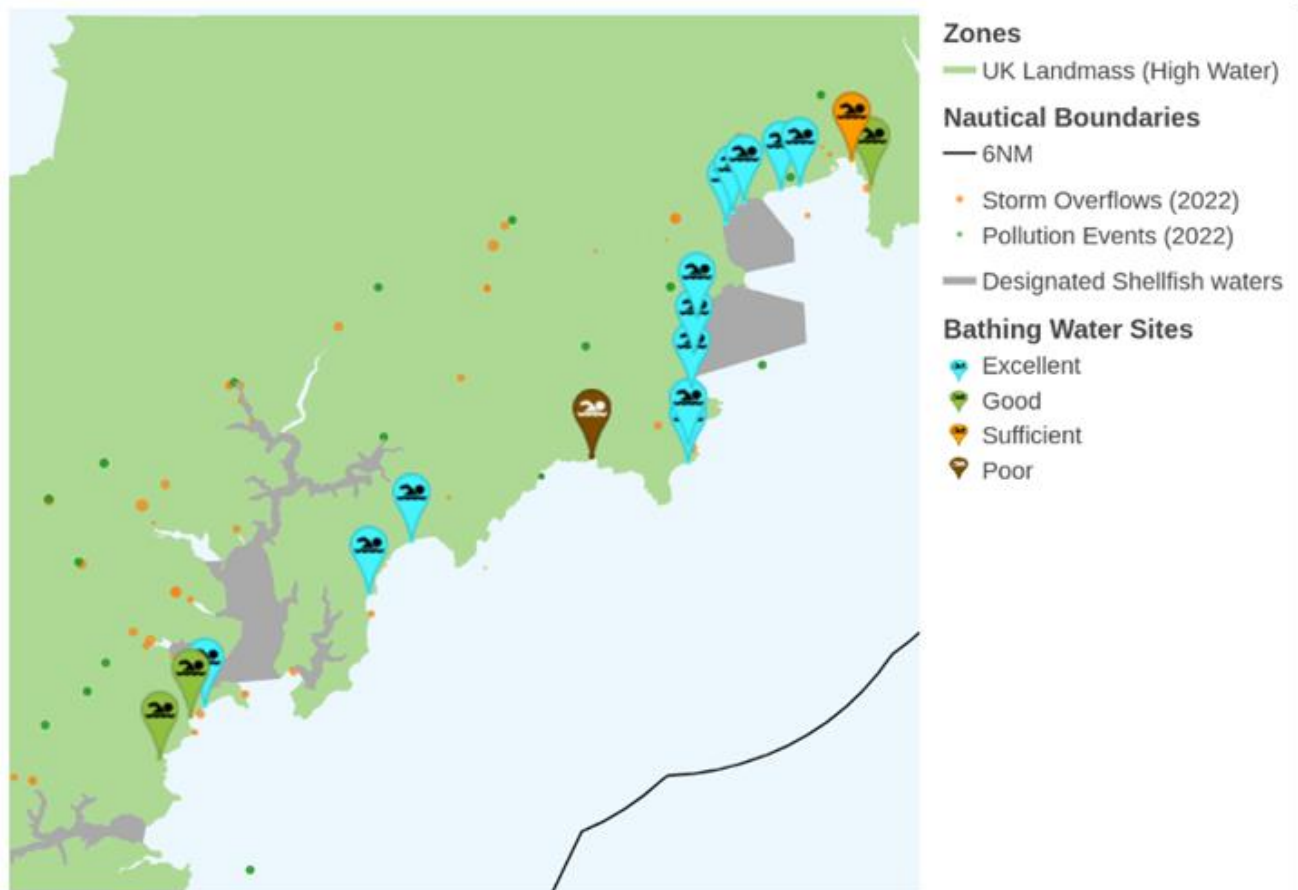 Zones
UK Landmass (High Water)
Nautical Boundaries
6NM
Storm Overflows (2022)
Pollution Events (2022)
Designated Shellfish waters
Bathing Water Sites
Excellent
Good
Sufficient
Poor